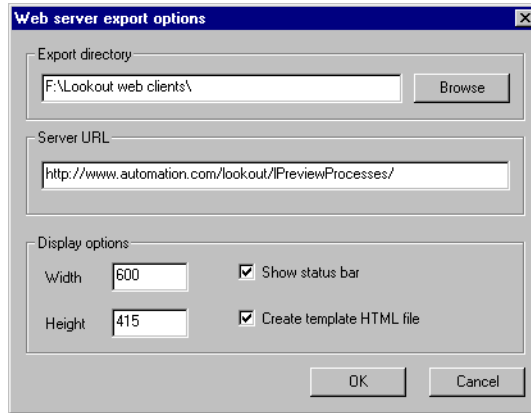 Web server export options
Export directory
F:\Lookout web clients\
Browse
Server URL
http://www.automation.com/lookout/IPreviewProcesses/
Display options
Width 600 Show status bar
Height 415 Create template HTML file
OK Cancel